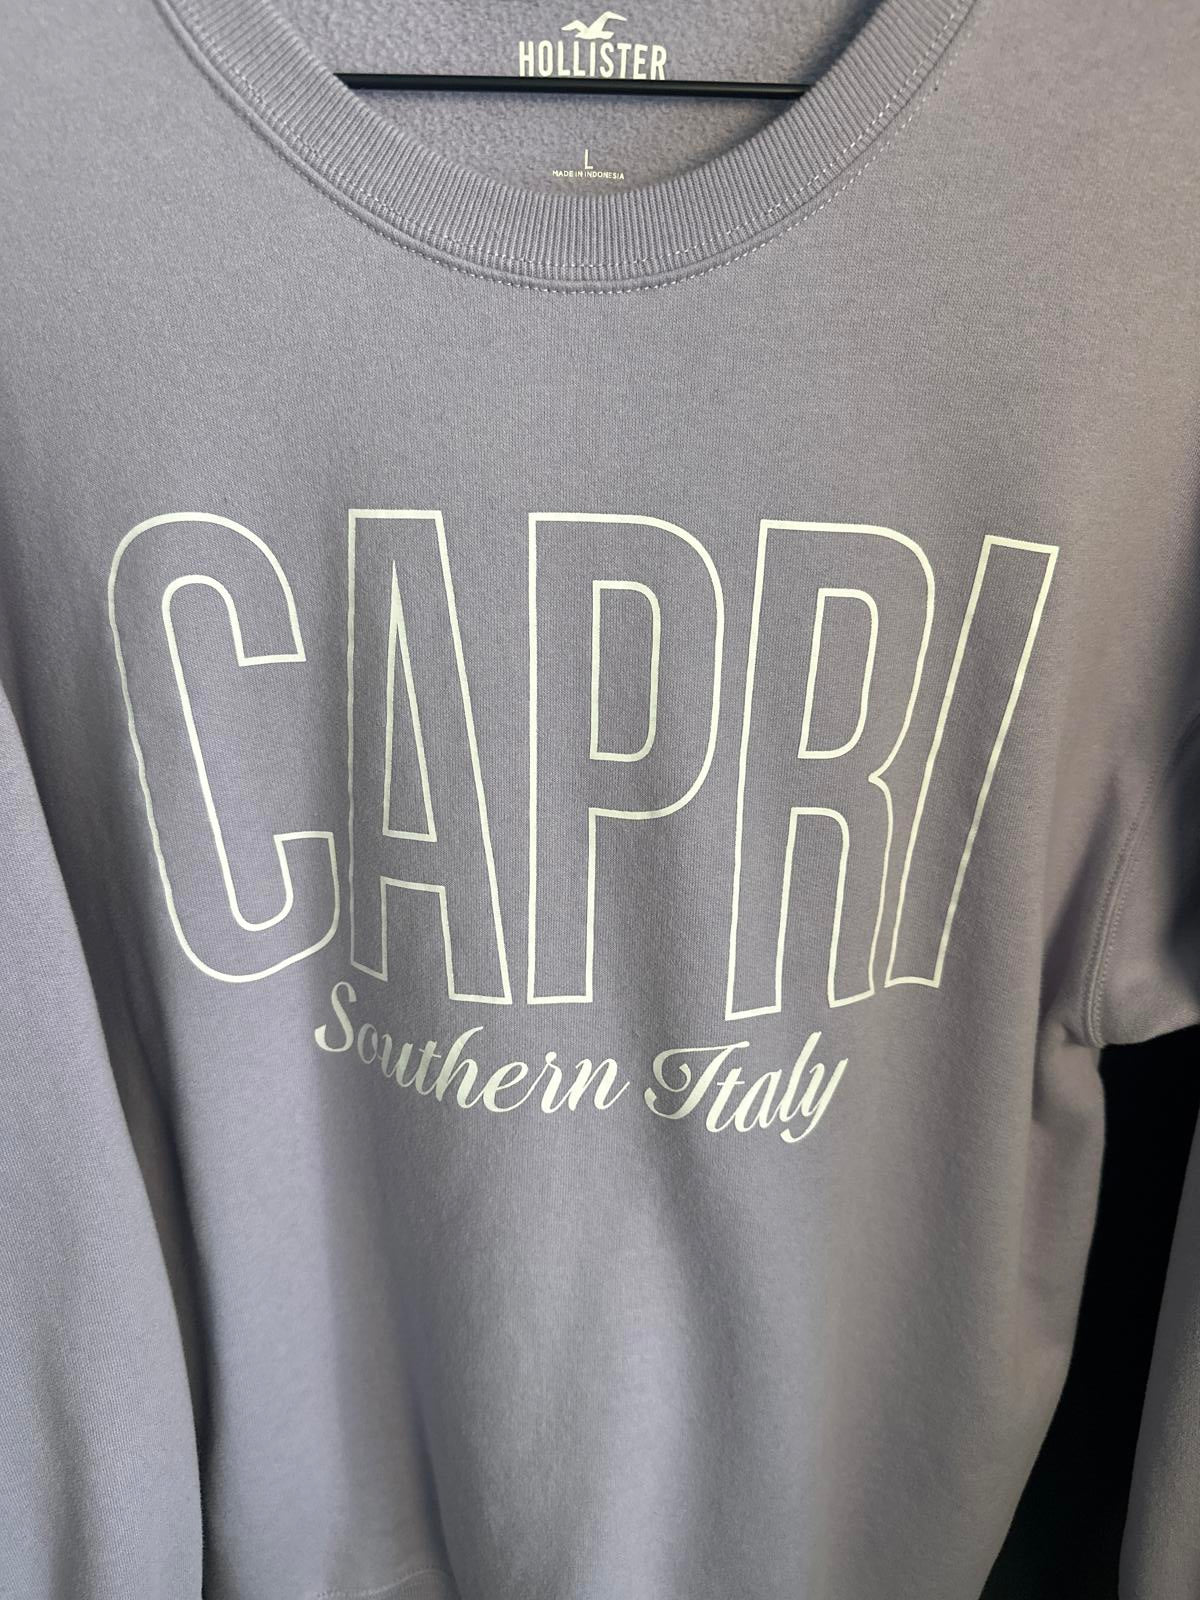 HOLLISTER
L
MADE IN INDONESIA
CAPRI
Southern Italy